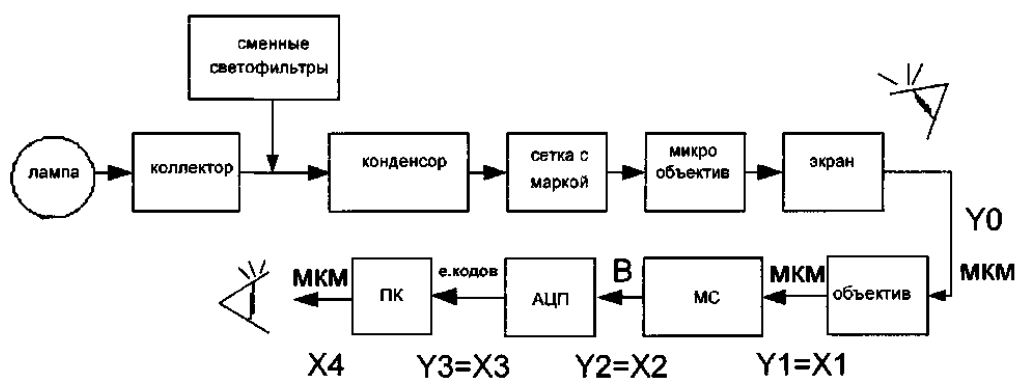 сменные
светофильтры
лампа
коллектор
конденсор
сетка с
маркой
микро
объектив
экран
Y0
МКМ
МКМ
ПК
е.кодов
АЦП
В
МС
МКМ
объектив
X4
Y3=X3
Y2=X2
Y1=X1